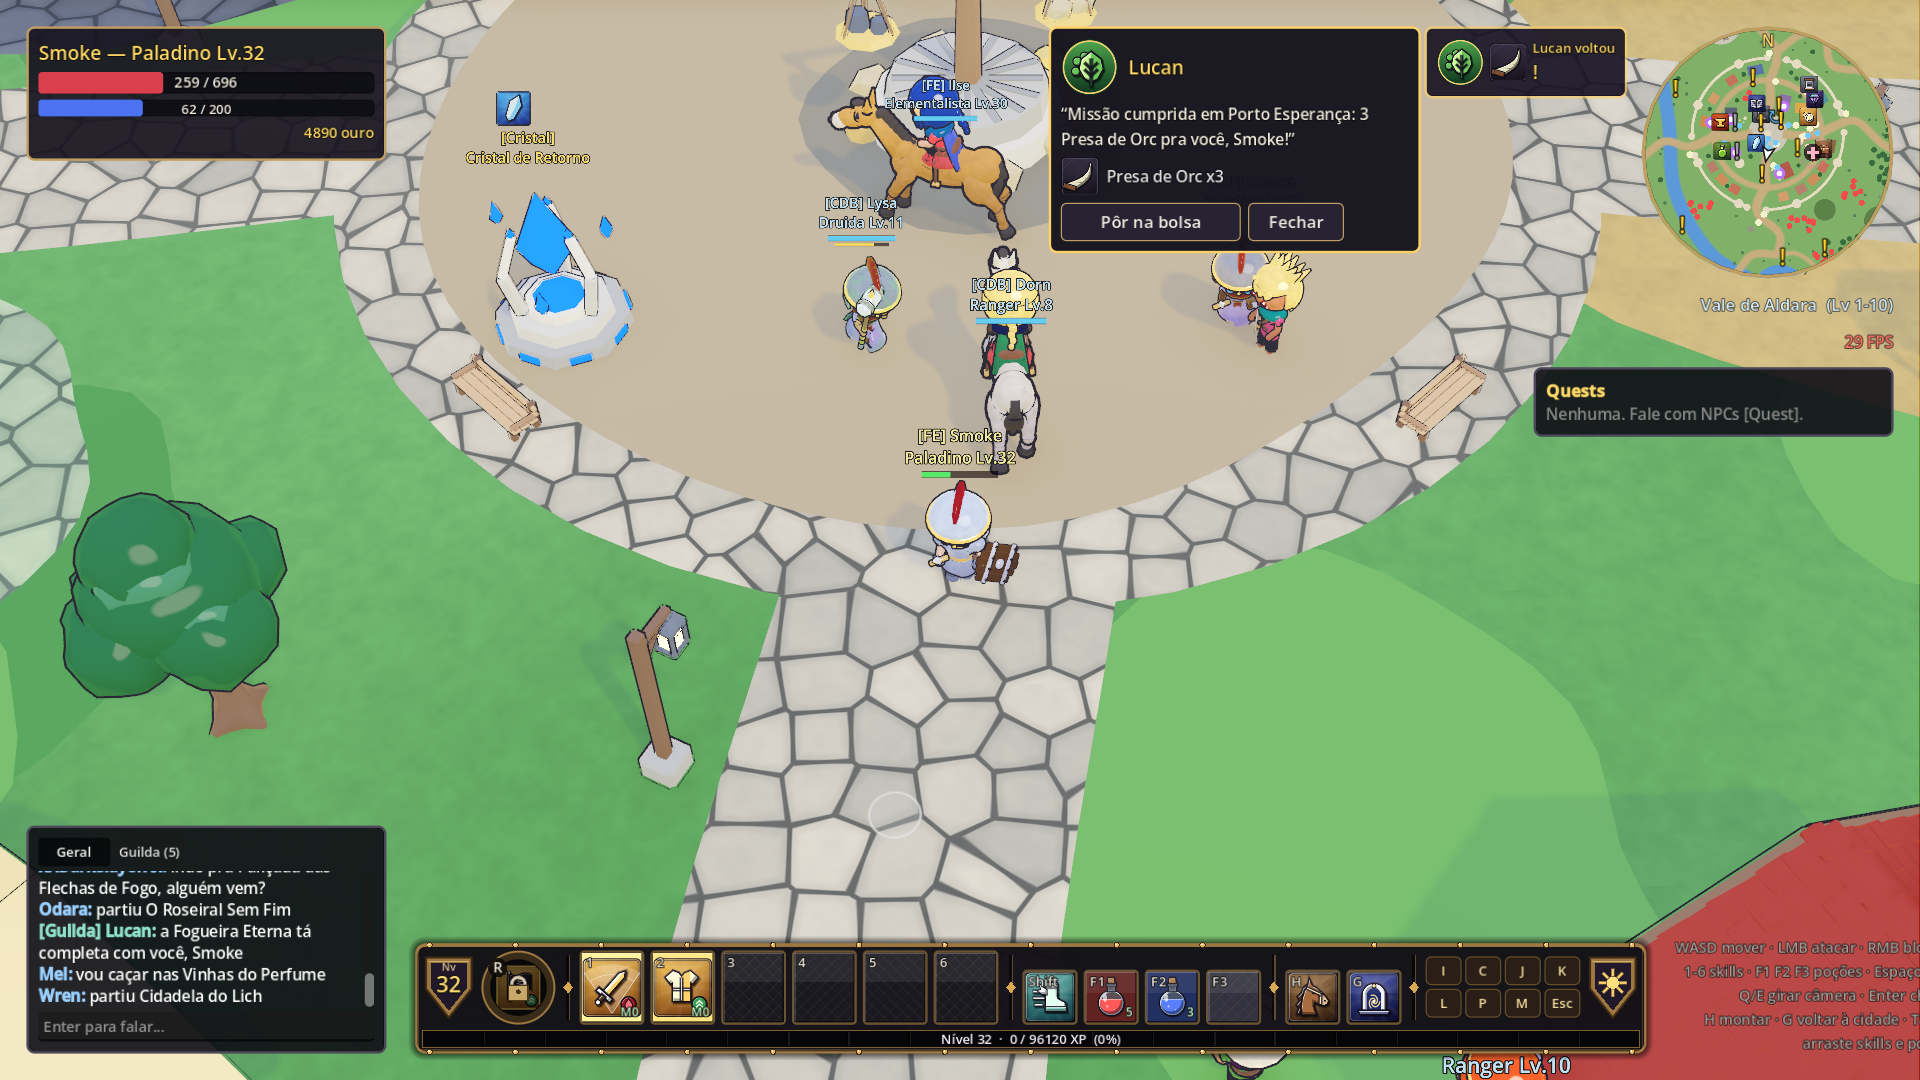 Smoke — Paladino Lv.32
259 / 696
62 / 200
4890 ouro
[Cristal]
Cristal de Retorno
[FE] Ilse
Elementalista Lv.30
[CDB] Lysa
Druida Lv.11
[CDB] Dorn
Ranger Lv.8
[FE] Smoke
Paladino Lv.32
Lucan
“Missão cumprida em Porto Esperança: 3
Presa de Orc pra você, Smoke!”
Presa de Orc x3
Pôr na bolsa
Fechar
Lucan voltou
!
N
Vale de Aldara (Lv 1-10)
29 FPS
Quests
Nenhuma. Fale com NPCs [Quest].
Geral
Guilda (5)
Flechas de Fogo, alguém vem?
Odara: partiu O Roseiral Sem Fim
[Guilda] Lucan: a Fogueira Eterna tá
completa com você, Smoke
Mel: vou caçar nas Vinhas do Perfume
Wren: partiu Cidadela do Lich
Enter para falar...
Nv
32
R
1
M0
2
M0
3
4
5
6
Shift
F1
5
F2
3
F3
H
G
I
C
J
K
L
P
M
Esc
Nível 32 · 0 / 96120 XP (0%)
WASD mover · LMB atacar · RMB blo
1-6 skills · F1 F2 F3 poções · Espaço
Q/E girar câmera · Enter c
H montar · G voltar à cidade · T
arraste skills e po
Ranger Lv.10